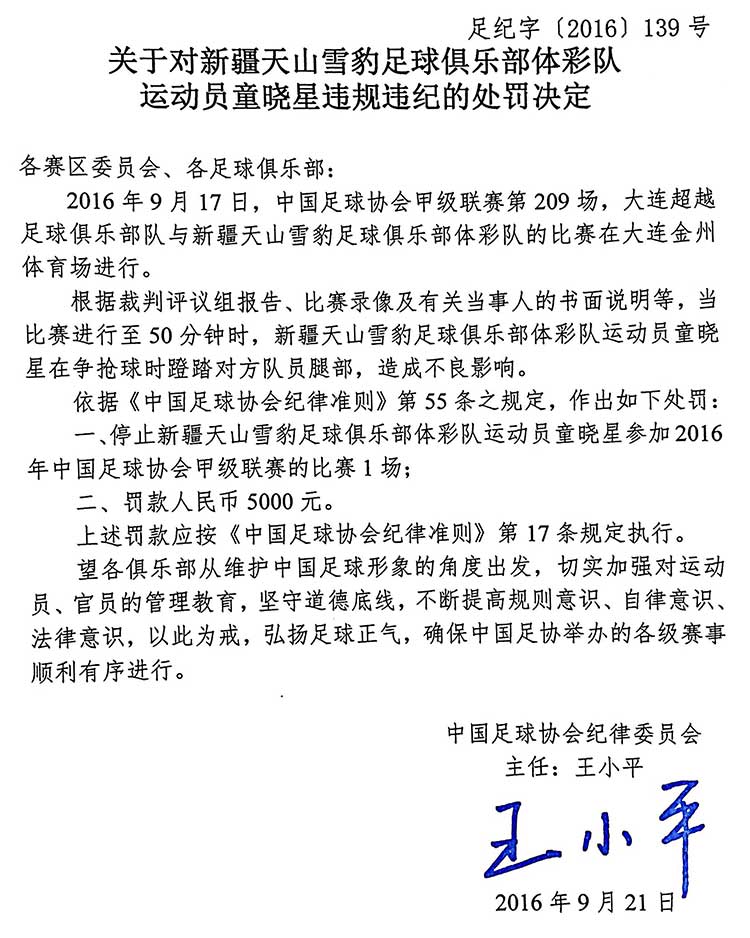 足纪字〔2016〕139 号
关于对新疆天山雪豹足球俱乐部体彩队
运动员童晓星违规违纪的处罚决定
各赛区委员会、各足球俱乐部：
2016 年 9 月 17 日，中国足球协会甲级联赛第 209 场，大连超越
足球俱乐部队与新疆天山雪豹足球俱乐部体彩队的比赛在大连金州
体育场进行。
根据裁判评议组报告、比赛录像及有关当事人的书面说明等，当
比赛进行至 50 分钟时，新疆天山雪豹足球俱乐部体彩队运动员童晓
星在争抢球时蹬踏对方队员腿部，造成不良影响。
依据《中国足球协会纪律准则》第 55 条之规定，作出如下处罚：
一、停止新疆天山雪豹足球俱乐部体彩队运动员童晓星参加 2016
年中国足球协会甲级联赛的比赛 1 场；
二、罚款人民币 5000 元。
上述罚款应按《中国足球协会纪律准则》第 17 条规定执行。
望各俱乐部从维护中国足球形象的角度出发，切实加强对运动
员、官员的管理教育，坚守道德底线，不断提高规则意识、自律意识、
法律意识，以此为戒，弘扬足球正气，确保中国足协举办的各级赛事
顺利有序进行。
中国足球协会纪律委员会
主任：王小平
王小平
2016 年 9 月 21 日